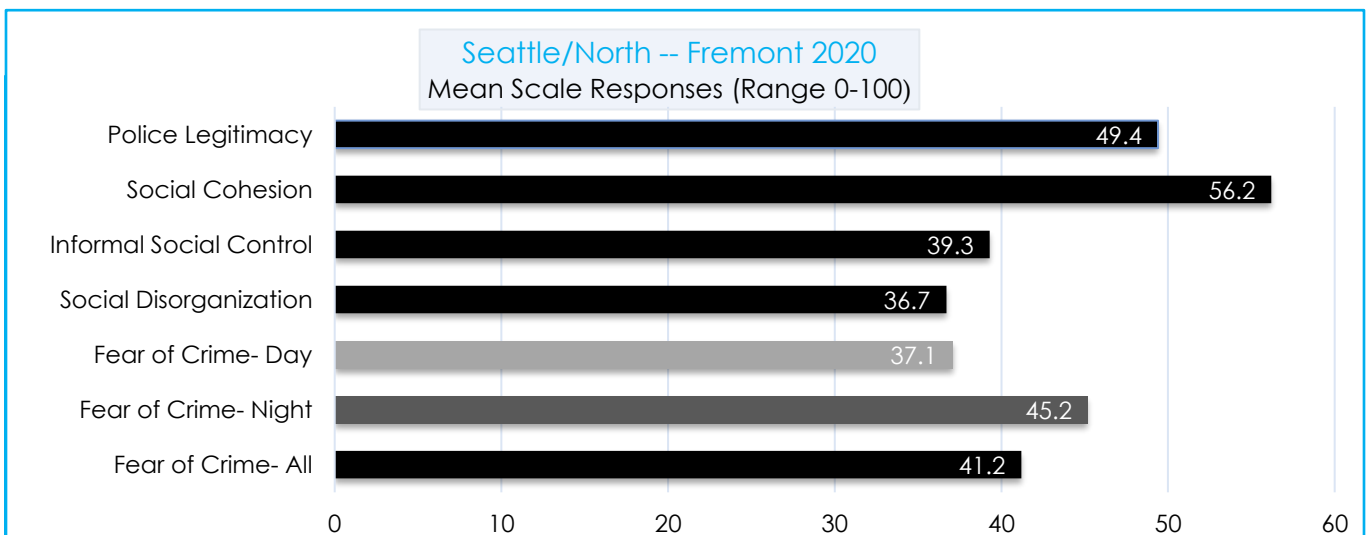 Seattle/North -- Fremont 2020
Mean Scale Responses (Range 0-100)
Police Legitimacy 49.4
Social Cohesion 56.2
Informal Social Control 39.3
Social Disorganization 36.7
Fear of Crime- Day 37.1
Fear of Crime- Night 45.2
Fear of Crime- All 41.2
0 10 20 30 40 50 60